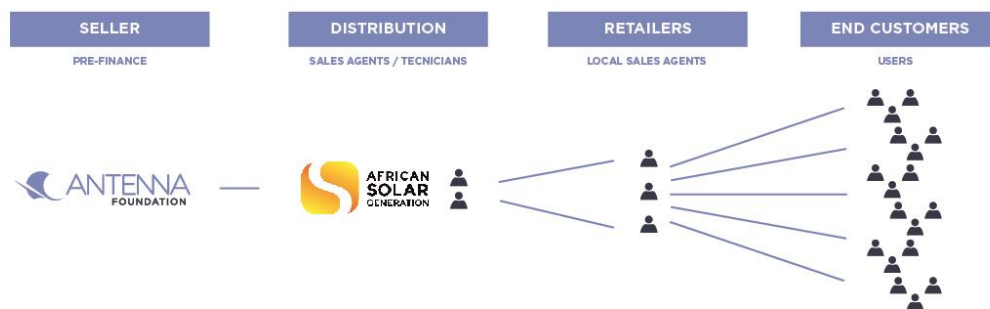 SELLER
DISTRIBUTION
RETAILERS
END CUSTOMERS
PRE-FINANCE
SALES AGENTS / TECNICIANS
LOCAL SALES AGENTS
USERS
ANTENNA
FOUNDATION
AFRICAN
SOLAR
GENERATION